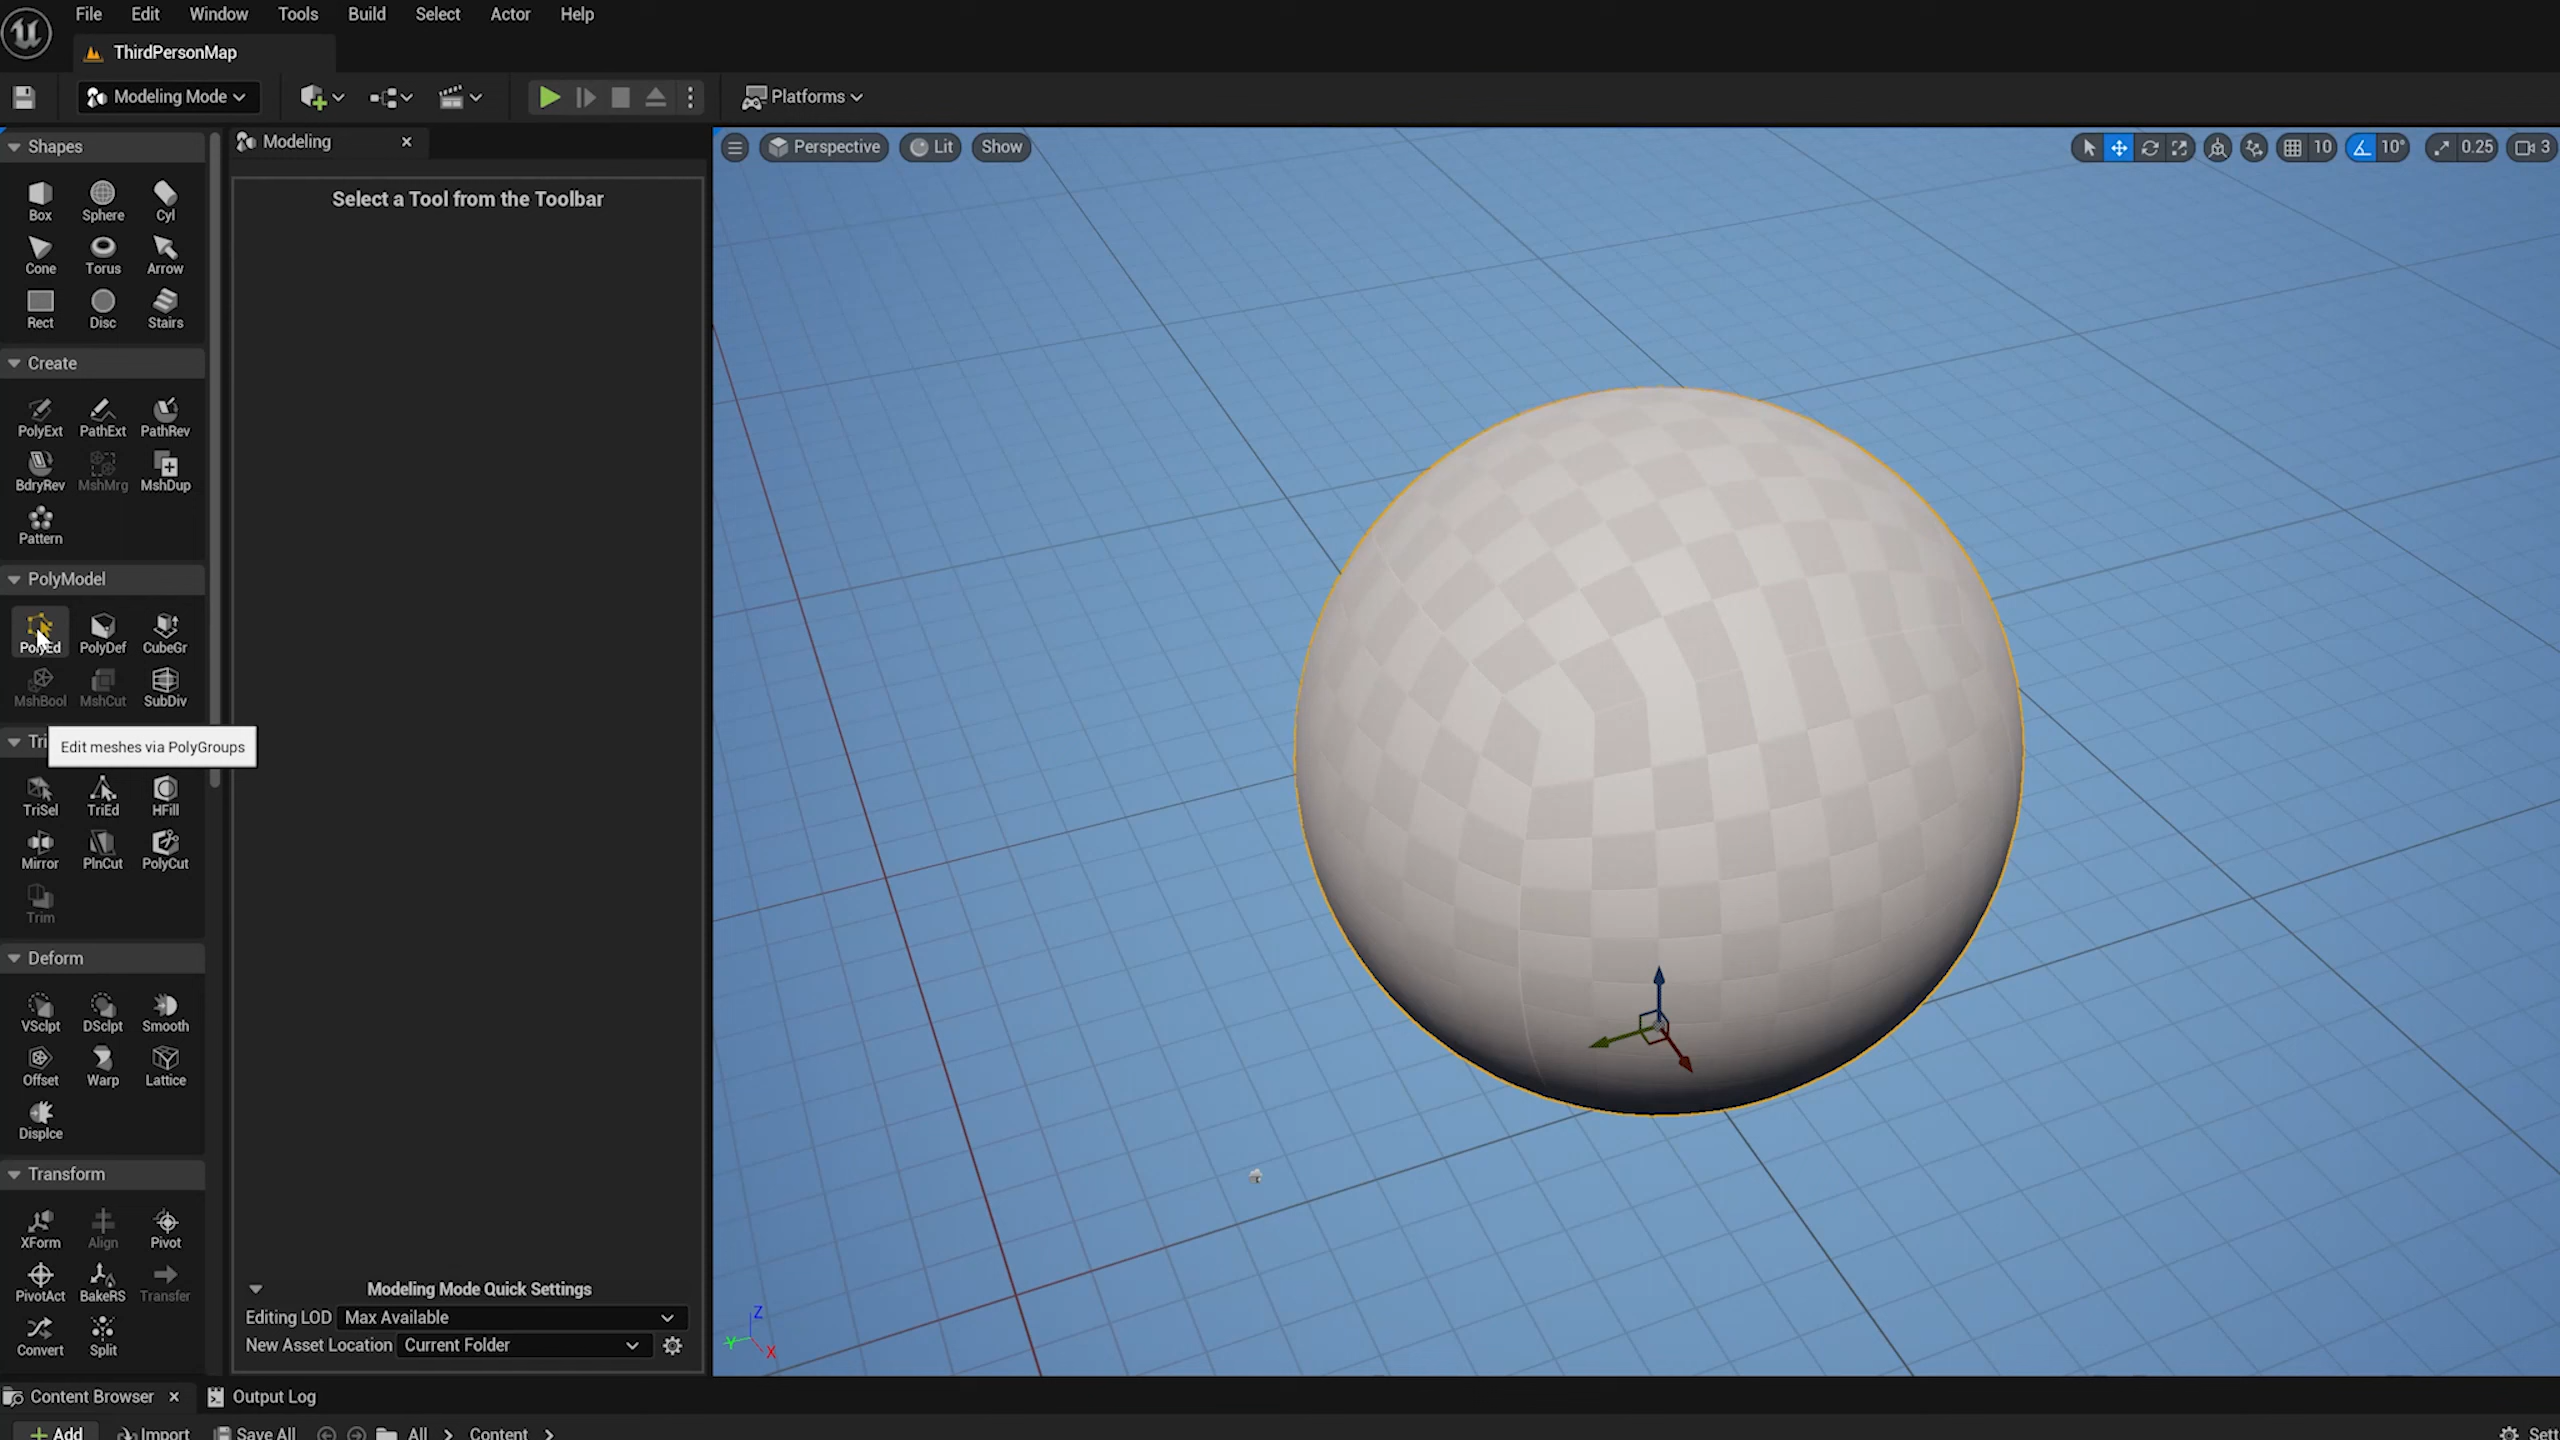 File Edit Window Tools Build Select Actor Help
ThirdPersonMap
Modeling Mode
Platforms
Shapes
Modeling
Perspective Lit Show
10 10° 0.25 3
Select a Tool from the Toolbar
Box Sphere Cyl
Cone Torus Arrow
Rect Disc Stairs
Create
PolyExt PathExt PathRev
BdryRev MshMrg MshDup
Pattern
PolyModel
PolyEd PolyDef CubeGr
MshBool MshCut SubDiv
Tri
Edit meshes via PolyGroups
TriSel TriEd HFill
Mirror PlnCut PolyCut
Trim
Deform
VSclpt DSclpt Smooth
Offset Warp Lattice
Displce
Transform
XForm Align Pivot
PivotAct BakeRS Transfer
Convert Split
Modeling Mode Quick Settings
Editing LOD Max Available
New Asset Location Current Folder
Z
Y
X
Content Browser Output Log
Add Import Save All All Content Sett